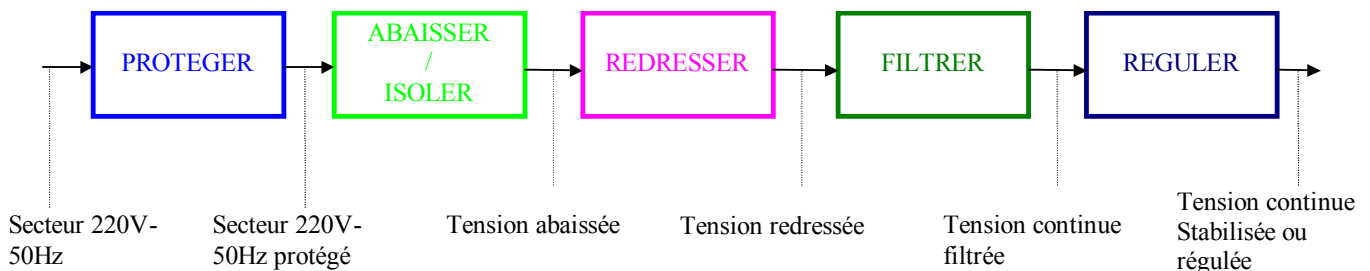 PROTEGER
ABAISSER
/
ISOLER
REDRESSER
FILTRER
REGULER
Secteur 220V-
50Hz
Secteur 220V-
50Hz protégé
Tension abaissée
Tension redressée
Tension continue
filtrée
Tension continue
Stabilisée ou
régulée